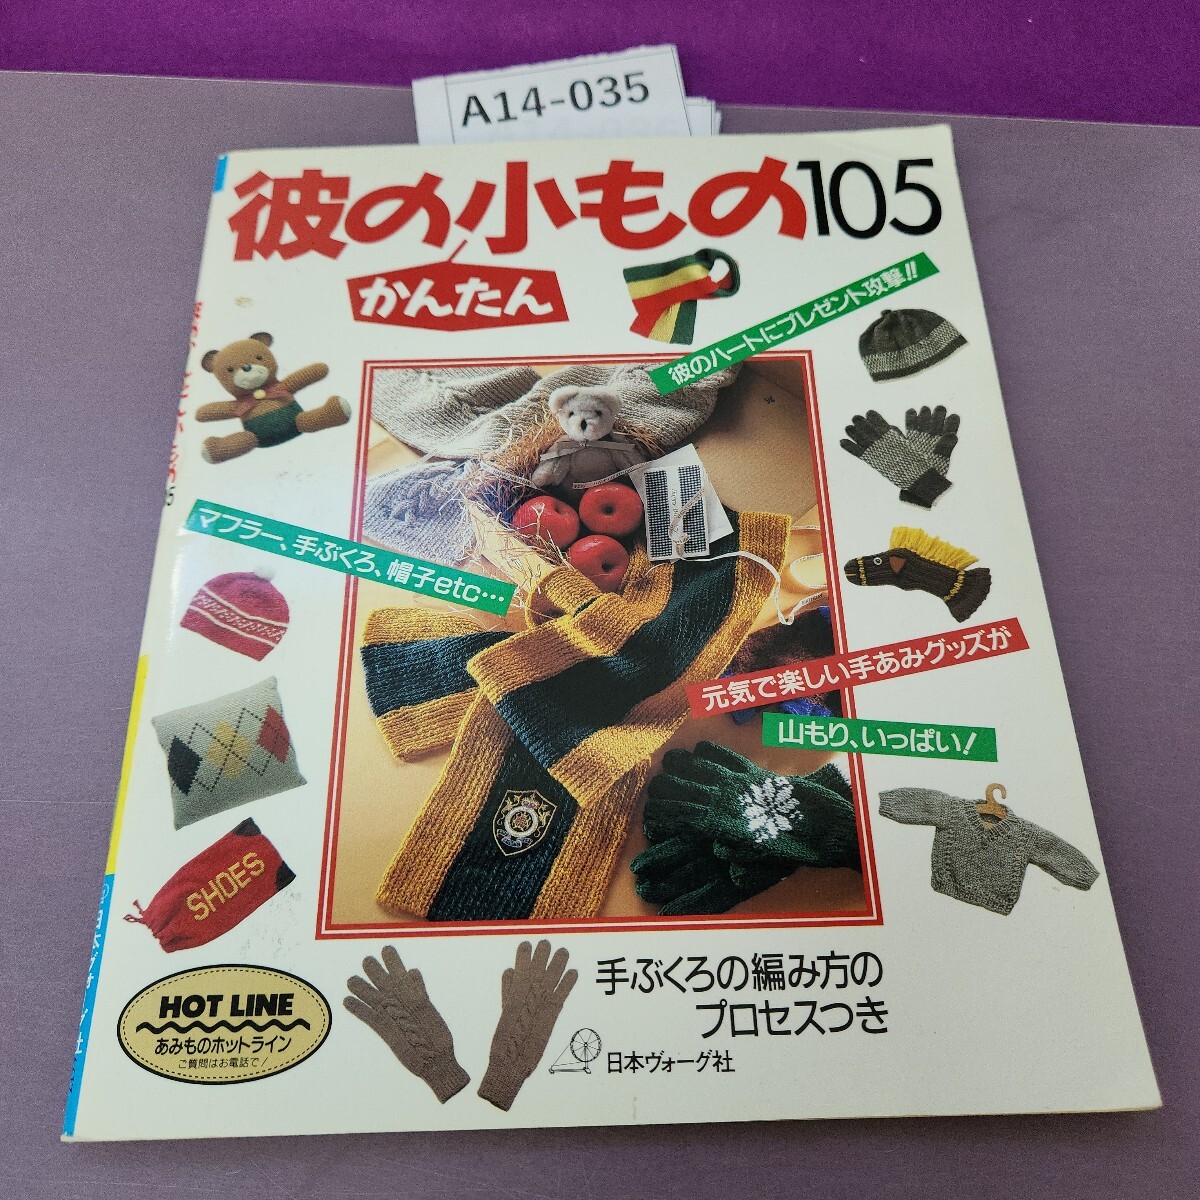 A14-035
彼の小もの105
かんたん
彼のハートにプレゼント攻撃!!
マフラー、手ぶくろ、帽子etc…
元気で楽しい手あみグッズが
山もり、いっぱい!
SHOES
HOT LINE
あみものホットライン
ご質問はお電話で!
手ぶくろの編み方の
プロセスつき
日本ヴォーグ社